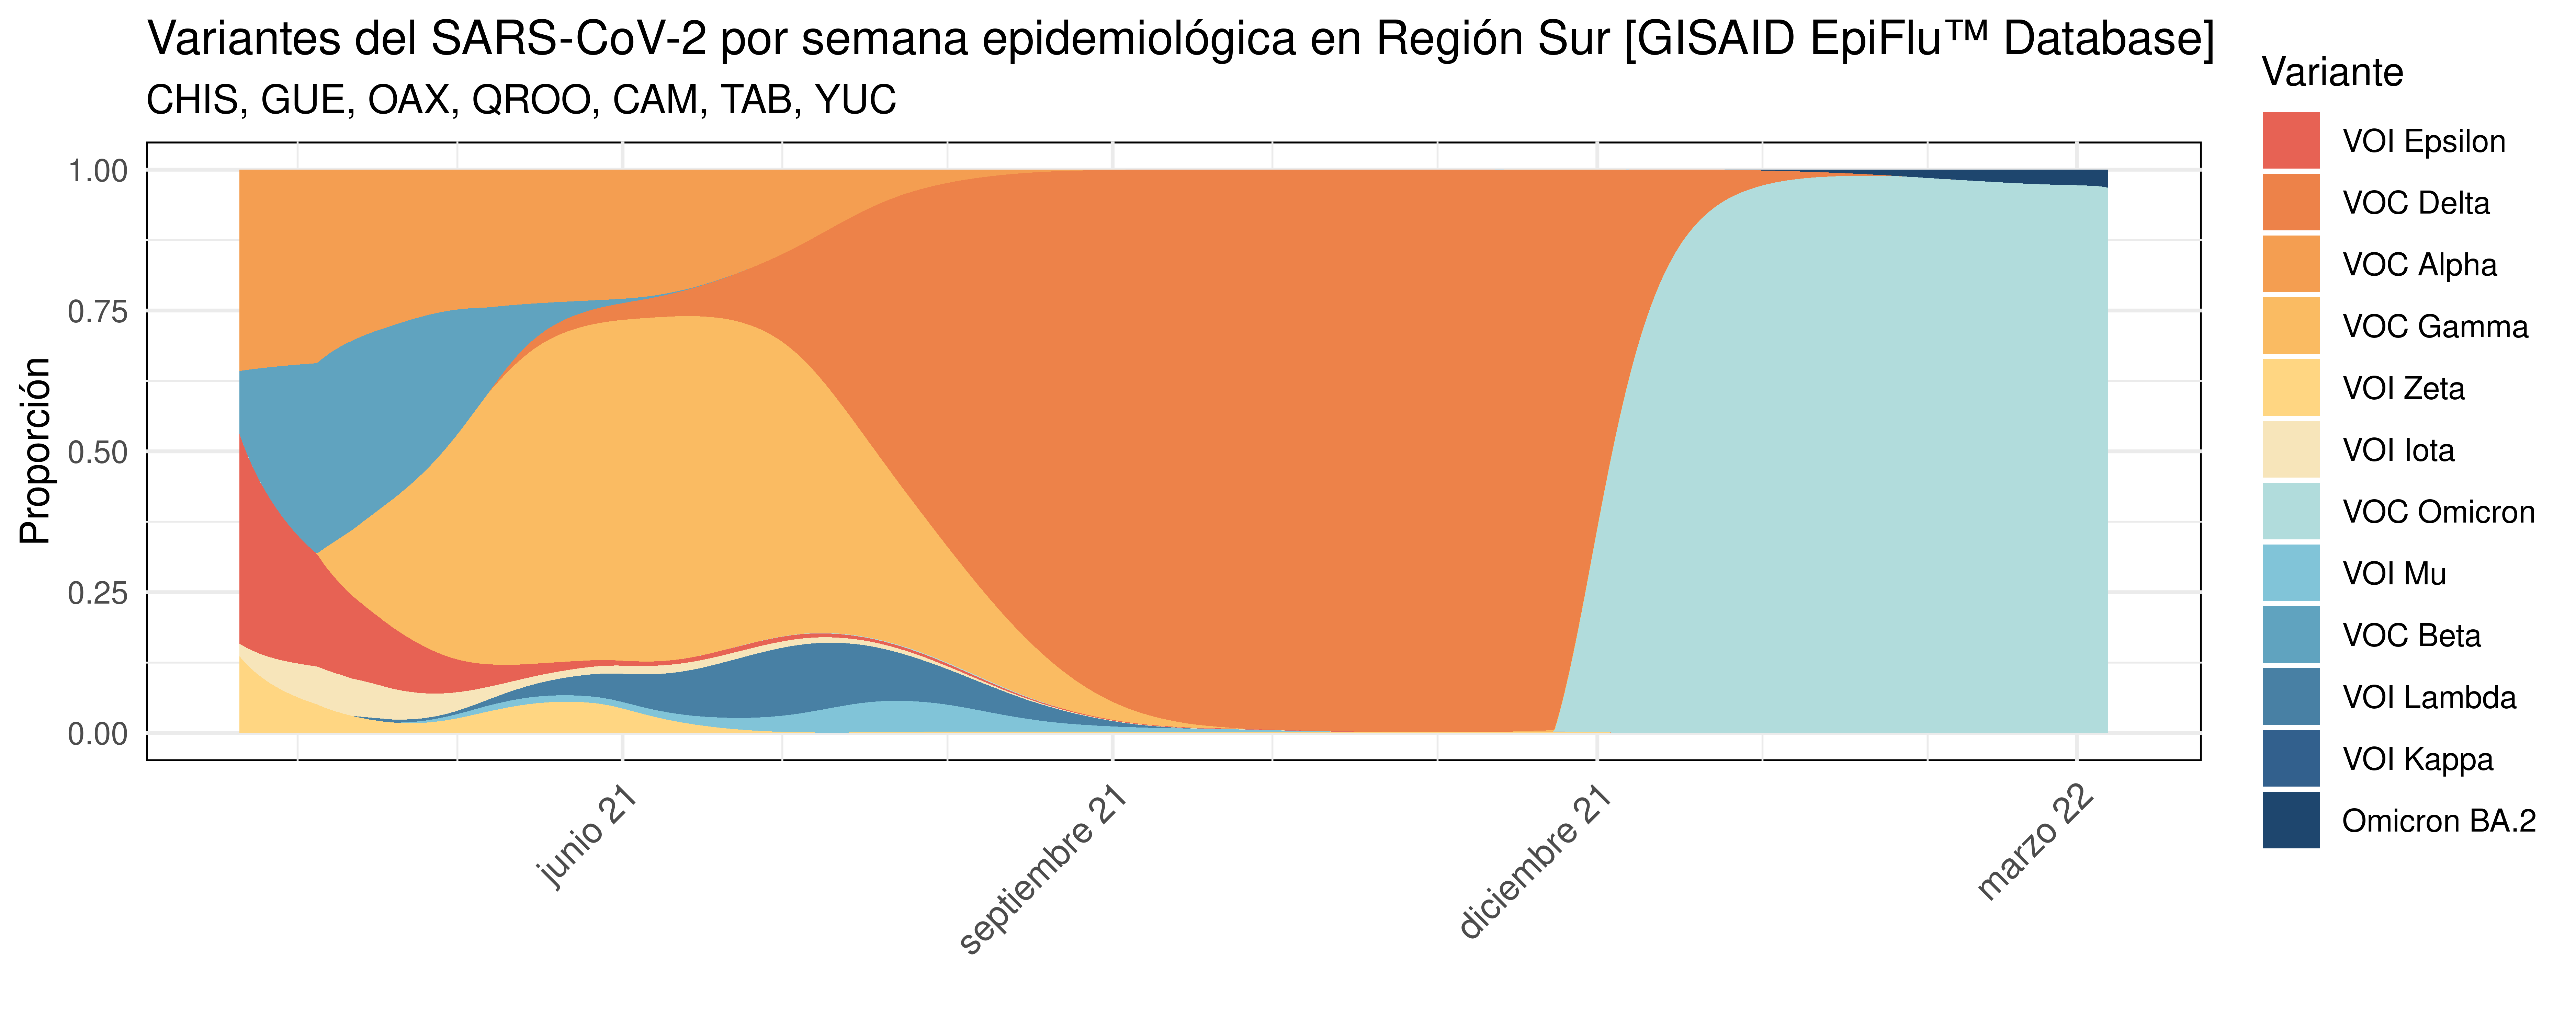 Variantes del SARS-CoV-2 por semana epidemiológica en Región Sur [GISAID EpiFlu™ Database]
CHIS, GUE, OAX, QROO, CAM, TAB, YUC
Proporción
1.00
0.75
0.50
0.25
0.00
junio 21
septiembre 21
diciembre 21
marzo 22
Variante
VOI Epsilon
VOC Delta
VOC Alpha
VOC Gamma
VOI Zeta
VOI Iota
VOC Omicron
VOI Mu
VOC Beta
VOI Lambda
VOI Kappa
Omicron BA.2